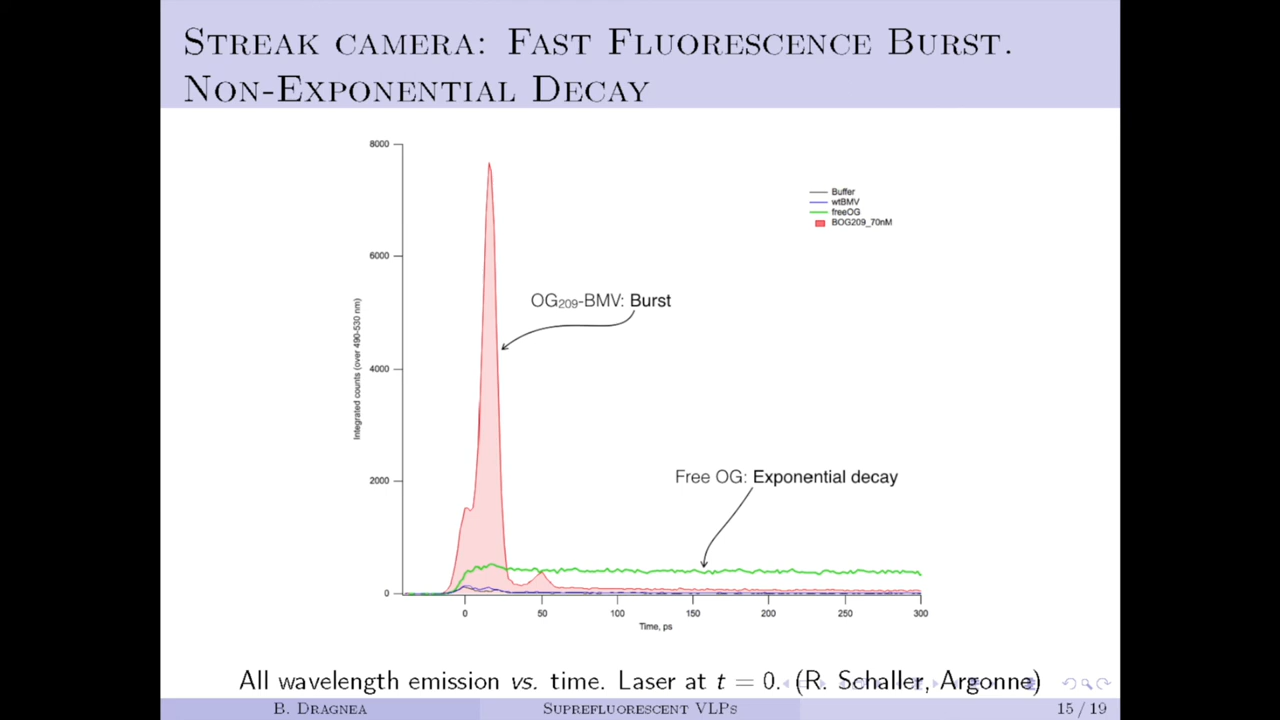 Streak camera: Fast Fluorescence Burst.
Non-Exponential Decay
8000
6000
4000
2000
0
Integrated counts (over 490-530 nm)
Buffer
wtBMV
freeOG
BOG209_70nM
OG209-BMV: Burst
Free OG: Exponential decay
0 50 100 150 200 250 300
Time, ps
All wavelength emission vs. time. Laser at t = 0. (R. Schaller, Argonne)
B. Dragnea Suprefluorescent VLPs 15 / 19